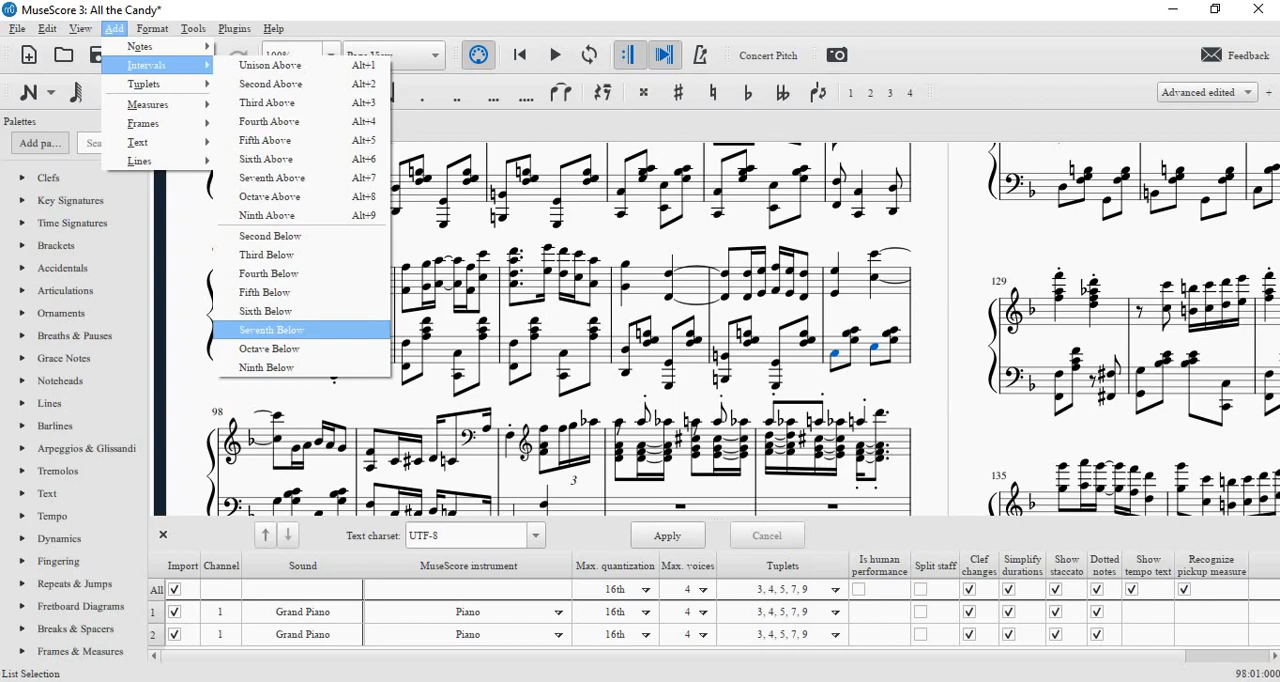 MuseScore 3: All the Candy*
File Edit View Add Format Tools Plugins Help
Concert Pitch
Feedback
1 2 3 4
Advanced edited
+
Notes
Intervals
Tuplets
Measures
Frames
Text
Lines
Unison Above Alt+1
Second Above Alt+2
Third Above Alt+3
Fourth Above Alt+4
Fifth Above Alt+5
Sixth Above Alt+6
Seventh Above Alt+7
Octave Above Alt+8
Ninth Above Alt+9
Second Below
Third Below
Fourth Below
Fifth Below
Sixth Below
Seventh Below
Octave Below
Ninth Below
Palettes
Add pa...
Clefs
Key Signatures
Time Signatures
Brackets
Accidentals
Articulations
Ornaments
Breaths & Pauses
Grace Notes
Noteheads
Lines
Barlines
Arpeggios & Glissandi
Tremolos
Text
Tempo
Dynamics
Fingering
Repeats & Jumps
Fretboard Diagrams
Breaks & Spacers
Frames & Measures
98
3
129
135
Text charset: UTF-8 Apply Cancel
Import Channel Sound MuseScore instrument Max. quantization Max. voices Tuplets Is human performance Split staff Clef changes Simplify durations Show staccato Dotted notes Show tempo text Recognize pickup measure
All 16th 4 3, 4, 5, 7, 9
1 1 Grand Piano Piano 16th 4 3, 4, 5, 7, 9
2 1 Grand Piano Piano 16th 4 3, 4, 5, 7, 9
List Selection
98:01:000